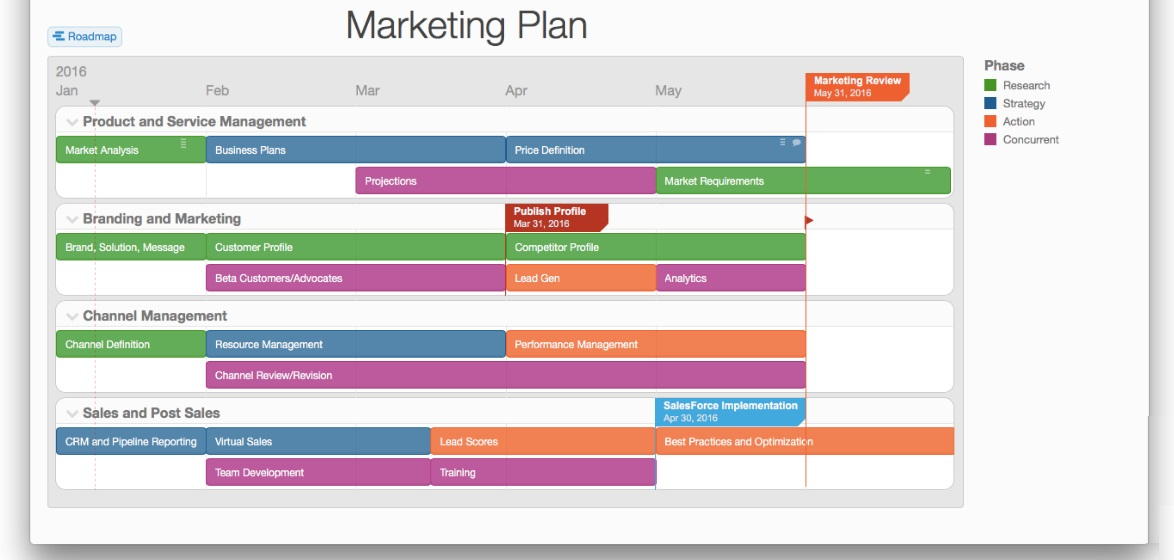 Marketing Plan
Roadmap
2016
Jan Feb Mar Apr May
Marketing Review
May 31, 2016
Phase
Research
Strategy
Action
Concurrent
Product and Service Management
Market Analysis Business Plans Price Definition
Projections Market Requirements
Branding and Marketing
Publish Profile
Mar 31, 2016
Brand, Solution, Message Customer Profile Competitor Profile
Beta Customers/Advocates Lead Gen Analytics
Channel Management
Channel Definition Resource Management Performance Management
Channel Review/Revision
Sales and Post Sales
SalesForce Implementation
Apr 30, 2016
CRM and Pipeline Reporting Virtual Sales Lead Scores Best Practices and Optimization
Team Development Training